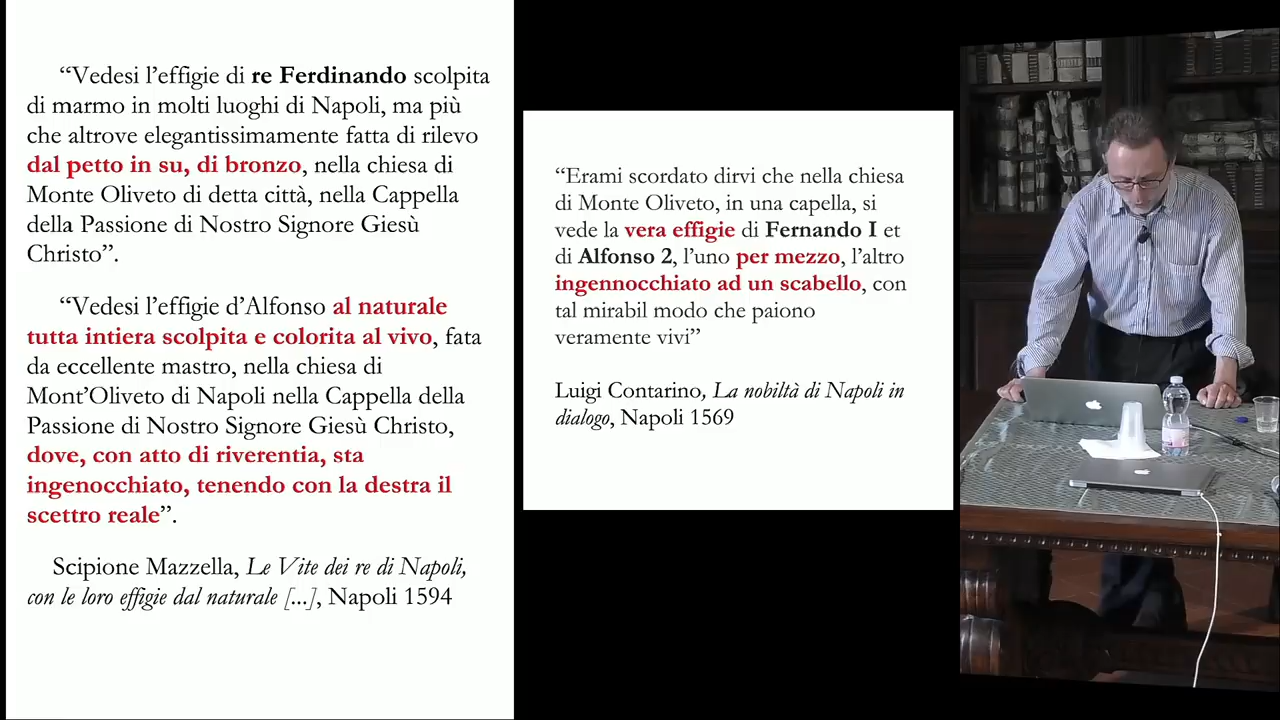 “Vedesi l’effigie di re Ferdinando scolpita
di marmo in molti luoghi di Napoli, ma più
che altrove elegantissimamente fatta di rilevo
dal petto in su, di bronzo, nella chiesa di
Monte Oliveto di detta città, nella Cappella
della Passione di Nostro Signore Giesù
Christo”.
“Vedesi l’effigie d’Alfonso al naturale
tutta intiera scolpita e colorita al vivo, fata
da eccellente mastro, nella chiesa di
Mont’Oliveto di Napoli nella Cappella della
Passione di Nostro Signore Giesù Christo,
dove, con atto di riverentia, sta
ingenocchiato, tenendo con la destra il
scettro reale”.
Scipione Mazzella, Le Vite dei re di Napoli,
con le loro effigie dal naturale [...], Napoli 1594
“Erami scordato dirvi che nella chiesa
di Monte Oliveto, in una capella, si
vede la vera effigie di Fernando I et
di Alfonso 2, l’uno per mezzo, l’altro
ingennocchiato ad un scabello, con
tal mirabil modo che paiono
veramente vivi”
Luigi Contarino, La nobiltà di Napoli in
dialogo, Napoli 1569